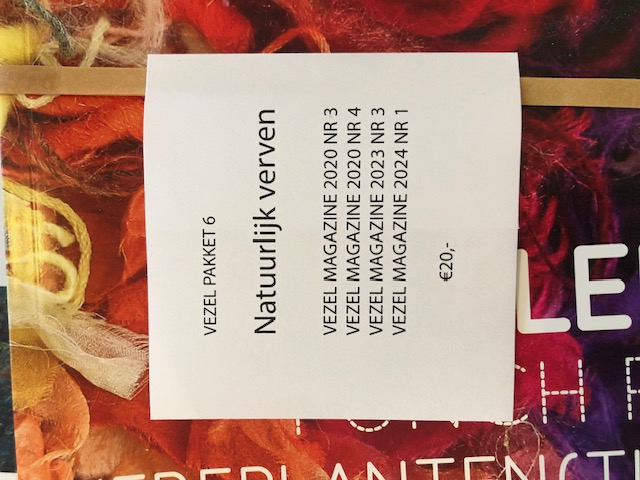 VEZEL PAKKET 6
Natuurlijk verven
VEZEL MAGAZINE 2020 NR 3
VEZEL MAGAZINE 2020 NR 4
VEZEL MAGAZINE 2023 NR 3
VEZEL MAGAZINE 2024 NR 1
€20,-
LE